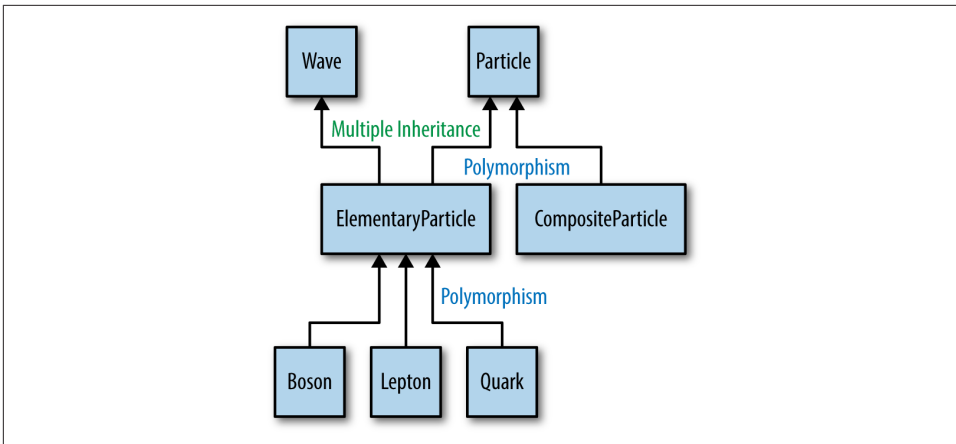 Wave
Particle
Multiple Inheritance
Polymorphism
ElementaryParticle
CompositeParticle
Polymorphism
Boson
Lepton
Quark